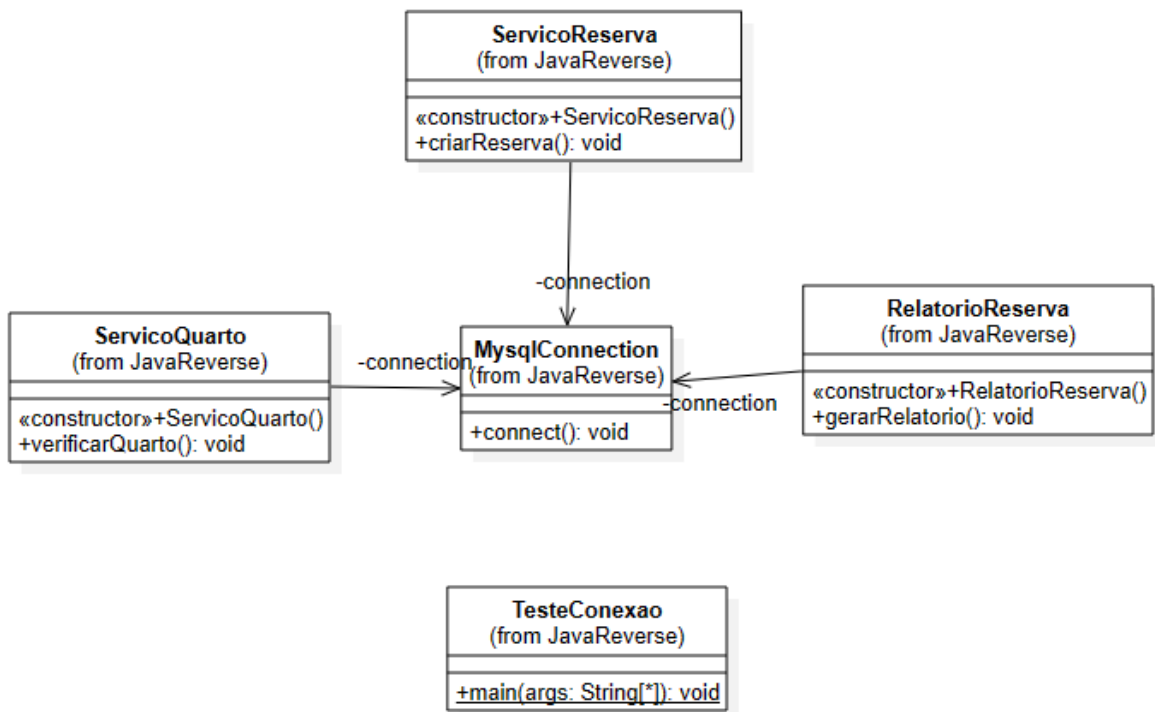 ServicoReserva
(from JavaReverse)
«constructor»+ServicoReserva()
+criarReserva(): void
-connection
ServicoQuarto
(from JavaReverse)
«constructor»+ServicoQuarto()
+verificarQuarto(): void
-connection
MysqlConnection
(from JavaReverse)
+connect(): void
RelatorioReserva
(from JavaReverse)
«constructor»+RelatorioReserva()
+gerarRelatorio(): void
-connection
TesteConexao
(from JavaReverse)
+main(args: String[*]): void